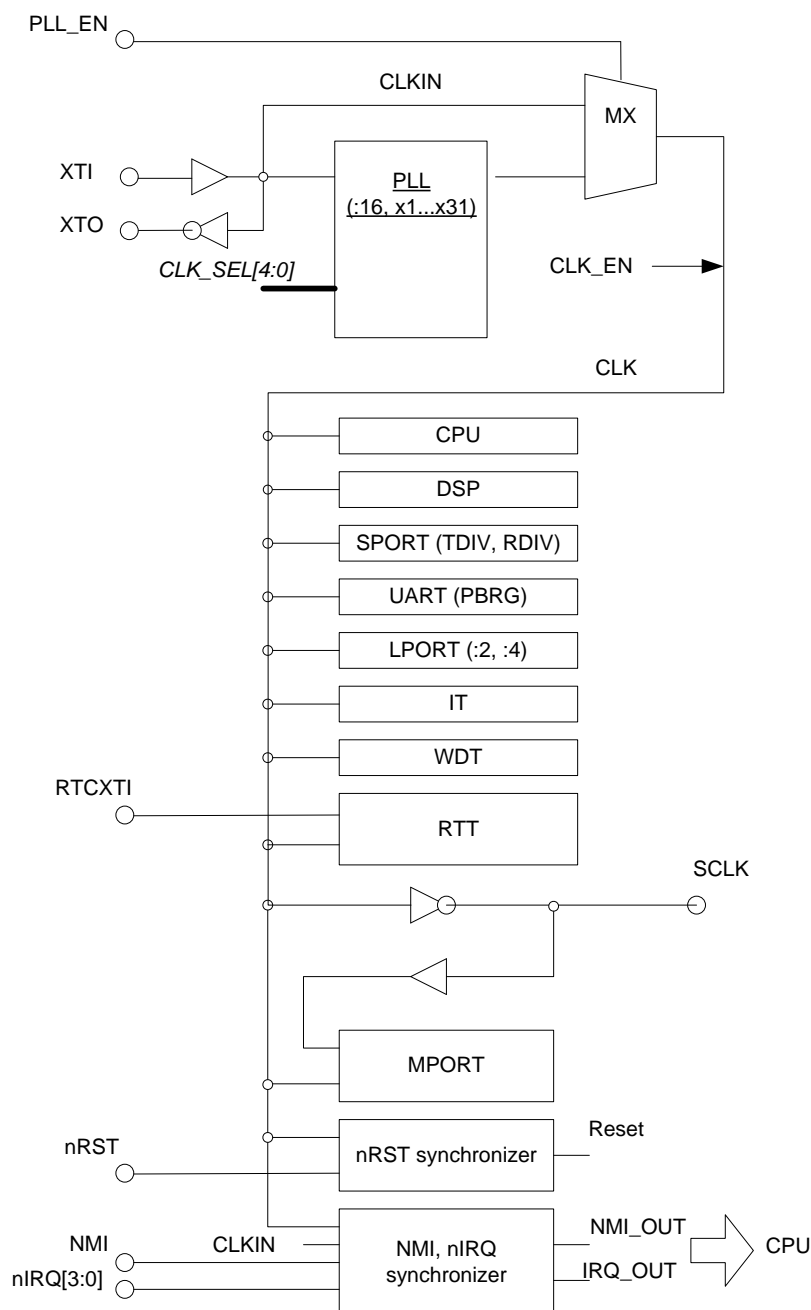 PLL_EN
CLKIN
MX
XTI
PLL
(:16, x1...x31)
XTO
CLK_SEL[4:0]
CLK_EN
CLK
CPU
DSP
SPORT (TDIV, RDIV)
UART (PBRG)
LPORT (:2, :4)
IT
WDT
RTCXTI
RTT
SCLK
MPORT
nRST
nRST synchronizer
Reset
NMI
CLKIN
nIRQ[3:0]
NMI, nIRQ
synchronizer
NMI_OUT
IRQ_OUT
CPU